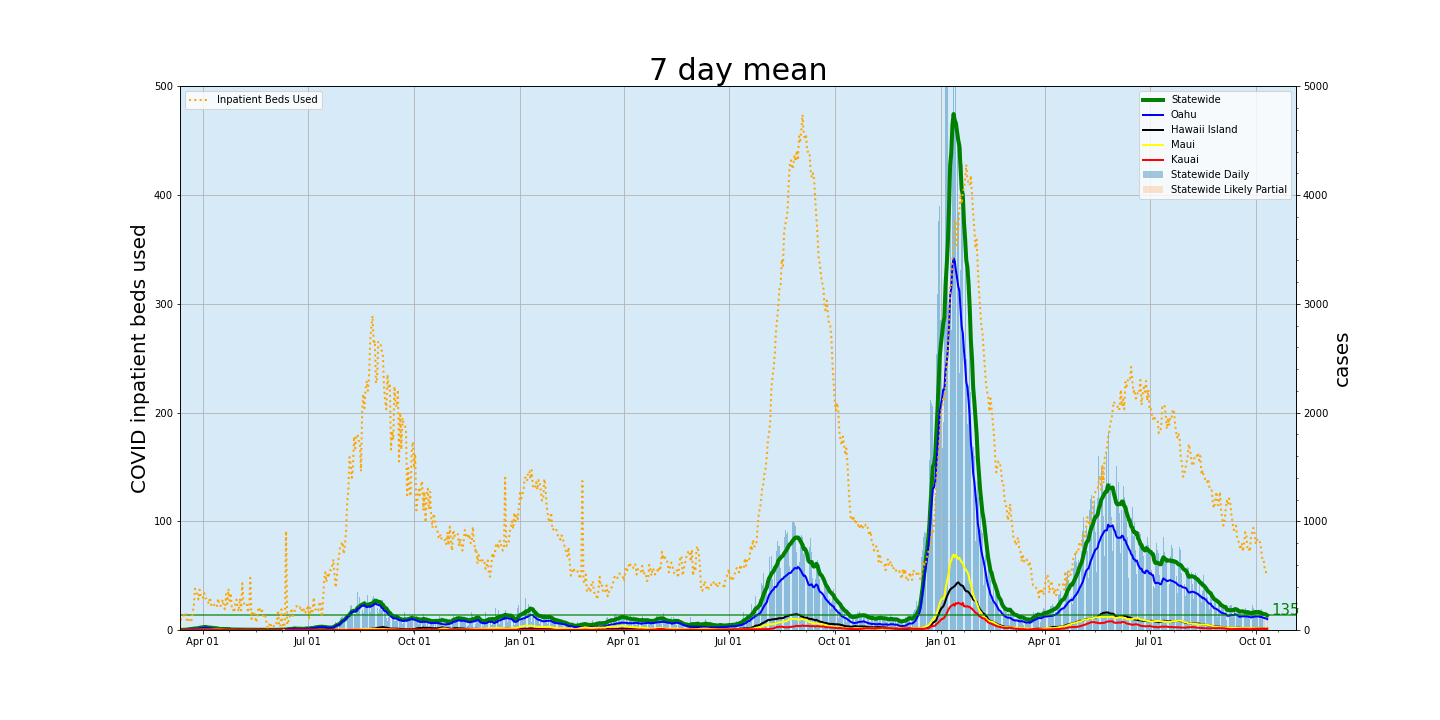 7 day mean
500
400
300
200
100
0
COVID inpatient beds used
Inpatient Beds Used
Statewide
Oahu
Hawaii Island
Maui
Kauai
Statewide Daily
Statewide Likely Partial
5000
4000
3000
2000
1000
0
cases
135
Apr 01 Jul 01 Oct 01 Jan 01 Apr 01 Jul 01 Oct 01 Jan 01 Apr 01 Jul 01 Oct 01